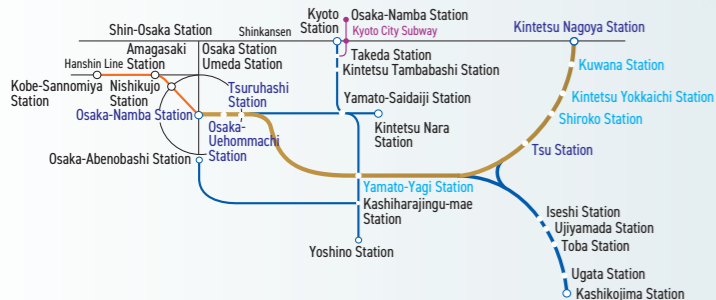 Kyoto
Station
Osaka-Namba Station
Shin-Osaka Station
Shinkansen
Kyoto City Subway
Kintetsu Nagoya Station
Amagasaki
Station
Osaka Station
Umeda Station
Takeda Station
Kintetsu Tambabashi Station
Kuwana Station
Hanshin Line
Kobe-Sannomiya
Station
Nishikujo
Station
Tsuruhashi
Station
Yamato-Saidaiji Station
Kintetsu Yokkaichi Station
Osaka-Namba Station
Osaka-
Uehommachi
Station
Kintetsu Nara
Station
Shiroko Station
Tsu Station
Osaka-Abenobashi Station
Yamato-Yagi Station
Kashiharajingu-mae
Station
Yoshino Station
Iseshi Station
Ujiyamada Station
Toba Station
Ugata Station
Kashikojima Station